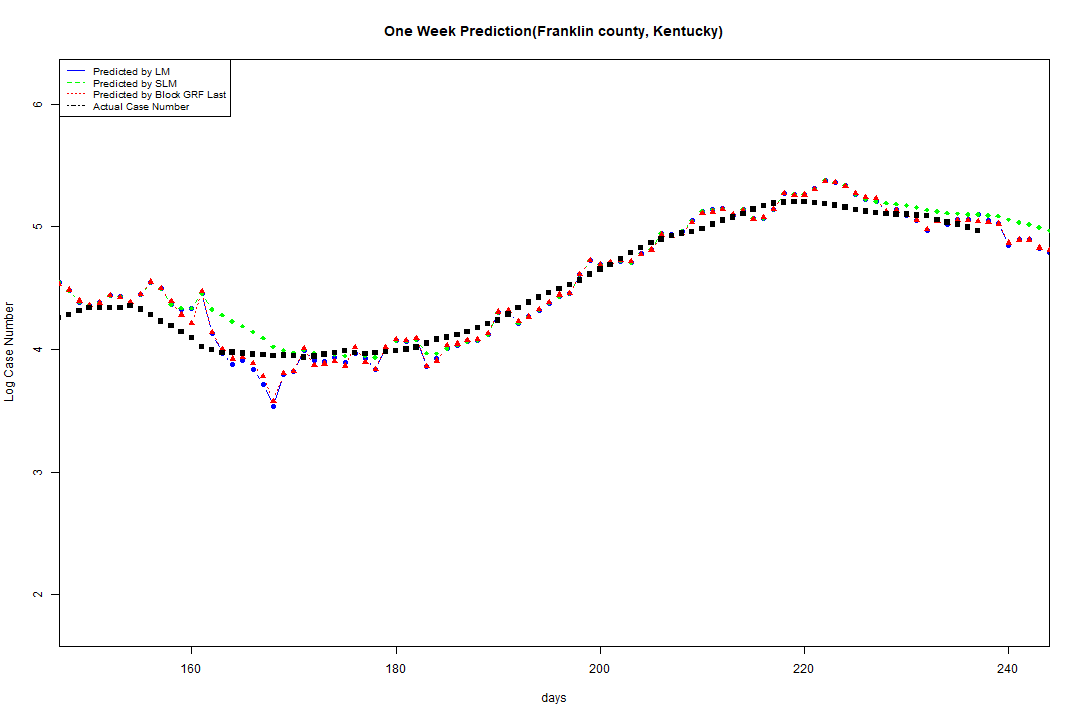 One Week Prediction(Franklin county, Kentucky)
Predicted by LM
Predicted by SLM
Predicted by Block GRF Last
Actual Case Number
6
5
4
3
2
Log Case Number
160 180 200 220 240
days